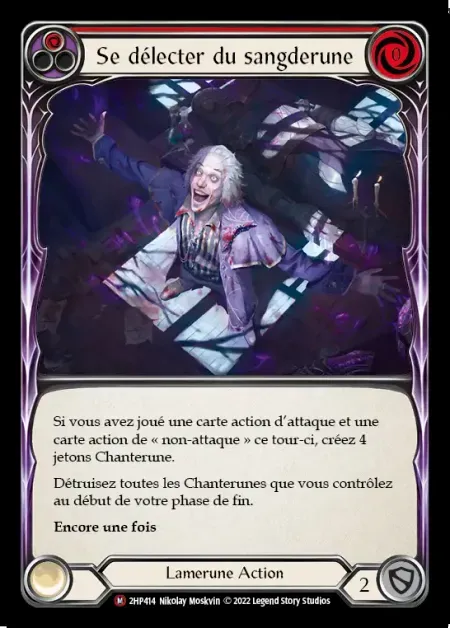 Se délecter du sangderune
0
Si vous avez joué une carte action d'attaque et une
carte action de « non-attaque » ce tour-ci, créez 4
jetons Chanterune.
Détruisez toutes les Chanterunes que vous contrôlez
au début de votre phase de fin.
Encore une fois
Lamerune Action
2
M 2HP414 Nikolay Moskvin © 2022 Legend Story Studios